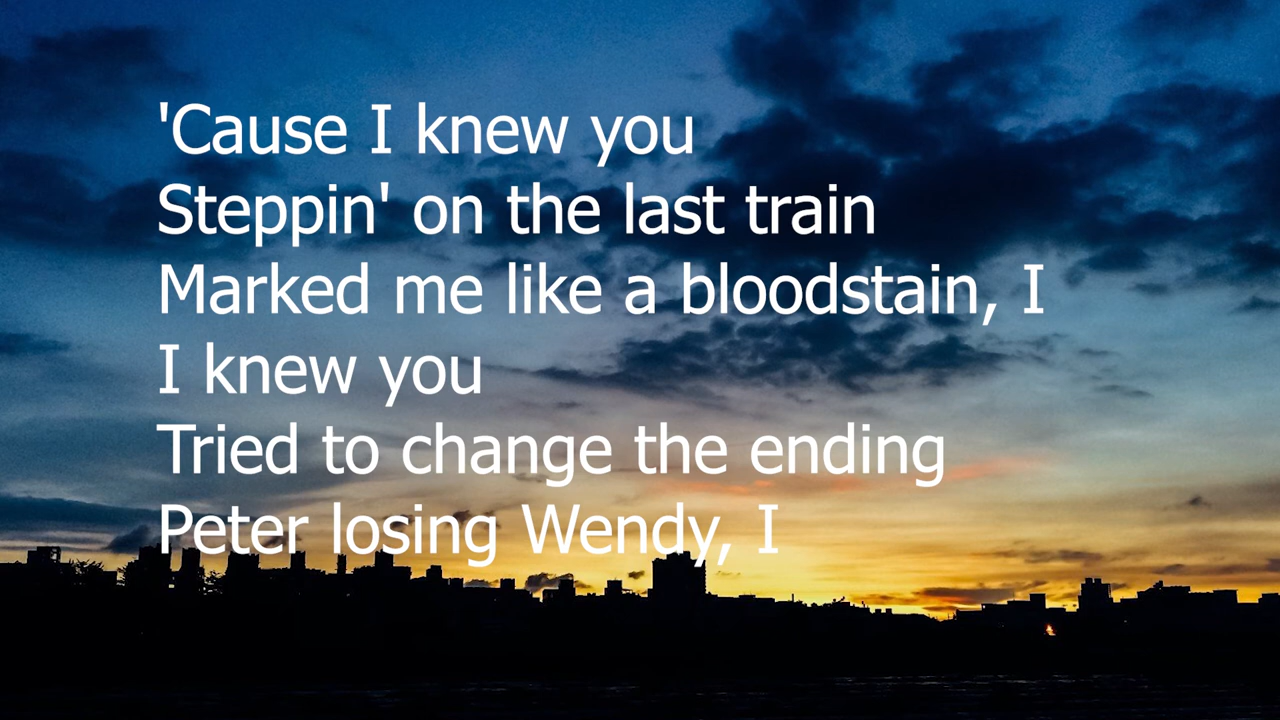 'Cause I knew you
Steppin' on the last train
Marked me like a bloodstain, I
I knew you
Tried to change the ending
Peter losing Wendy, I